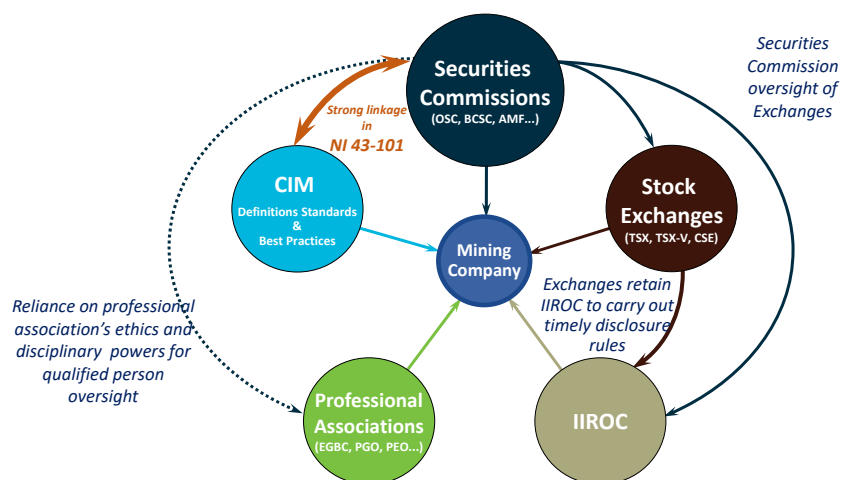 Securities
Commissions
(OSC, BCSC, AMF...)
Securities
Commission
oversight of
Exchanges
Strong linkage
in
NI 43-101
CIM
Definitions Standards
&
Best Practices
Stock
Exchanges
(TSX, TSX-V, CSE)
Mining
Company
Exchanges retain
IIROC to carry out
timely disclosure
rules
Reliance on professional
association’s ethics and
disciplinary powers for
qualified person
oversight
Professional
Associations
(EGBC, PGO, PEO...)
IIROC